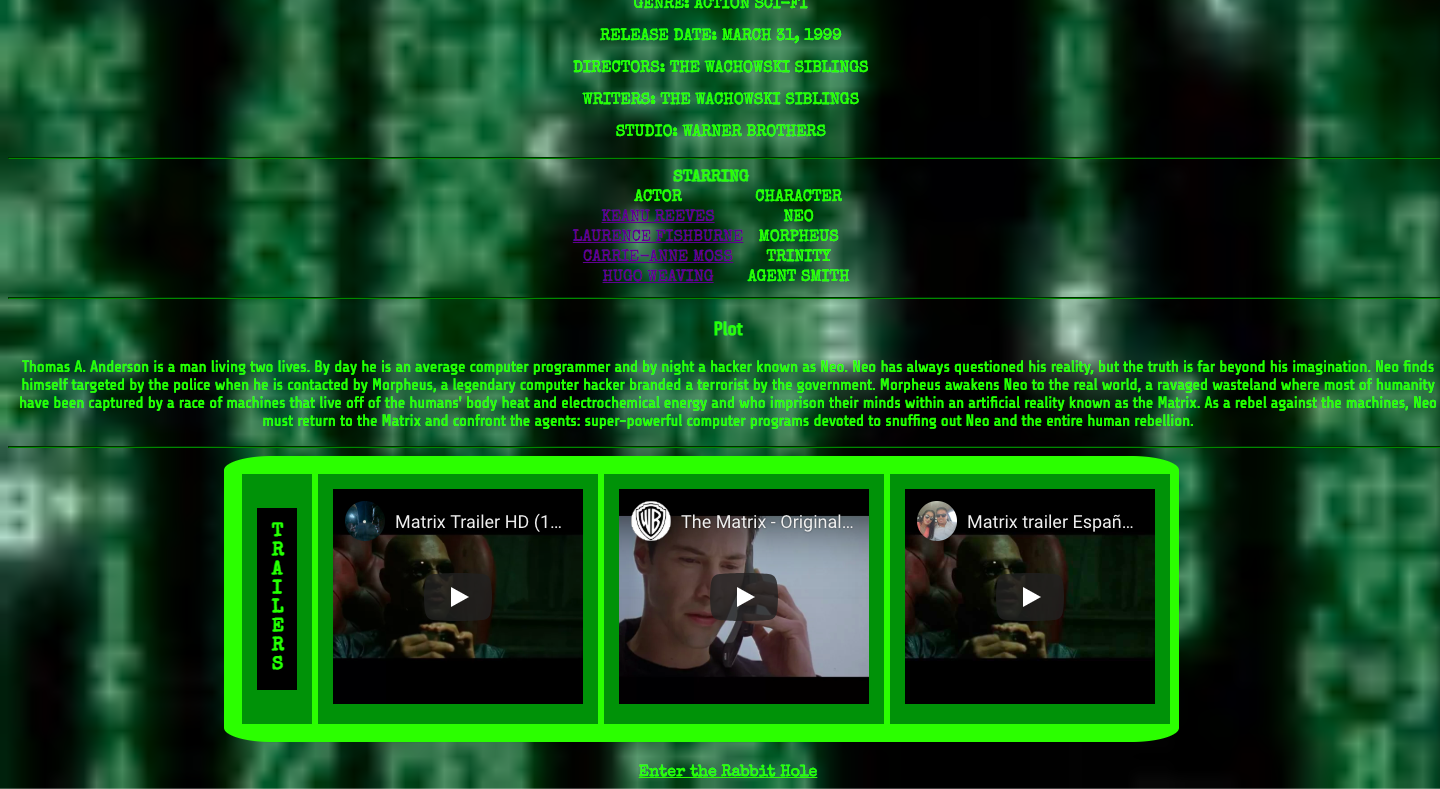 GENRE: ACTION SCI-FI
RELEASE DATE: MARCH 31, 1999
DIRECTORS: THE WACHOWSKI SIBLINGS
WRITERS: THE WACHOWSKI SIBLINGS
STUDIO: WARNER BROTHERS
STARRING
ACTOR CHARACTER
KEANU REEVES NEO
LAURENCE FISHBURNE MORPHEUS
CARRIE-ANNE MOSS TRINITY
HUGO WEAVING AGENT SMITH
Plot
Thomas A. Anderson is a man living two lives. By day he is an average computer programmer and by night a hacker known as Neo. Neo has always questioned his reality, but the truth is far beyond his imagination. Neo finds
himself targeted by the police when he is contacted by Morpheus, a legendary computer hacker branded a terrorist by the government. Morpheus awakens Neo to the real world, a ravaged wasteland where most of humanity
have been captured by a race of machines that live off of the humans' body heat and electrochemical energy and who imprison their minds within an artificial reality known as the Matrix. As a rebel against the machines, Neo
must return to the Matrix and confront the agents: super-powerful computer programs devoted to snuffing out Neo and the entire human rebellion.
TRAILERS
Matrix Trailer HD (1...
WB
The Matrix - Original...
Matrix trailer Españ...
Enter the Rabbit Hole